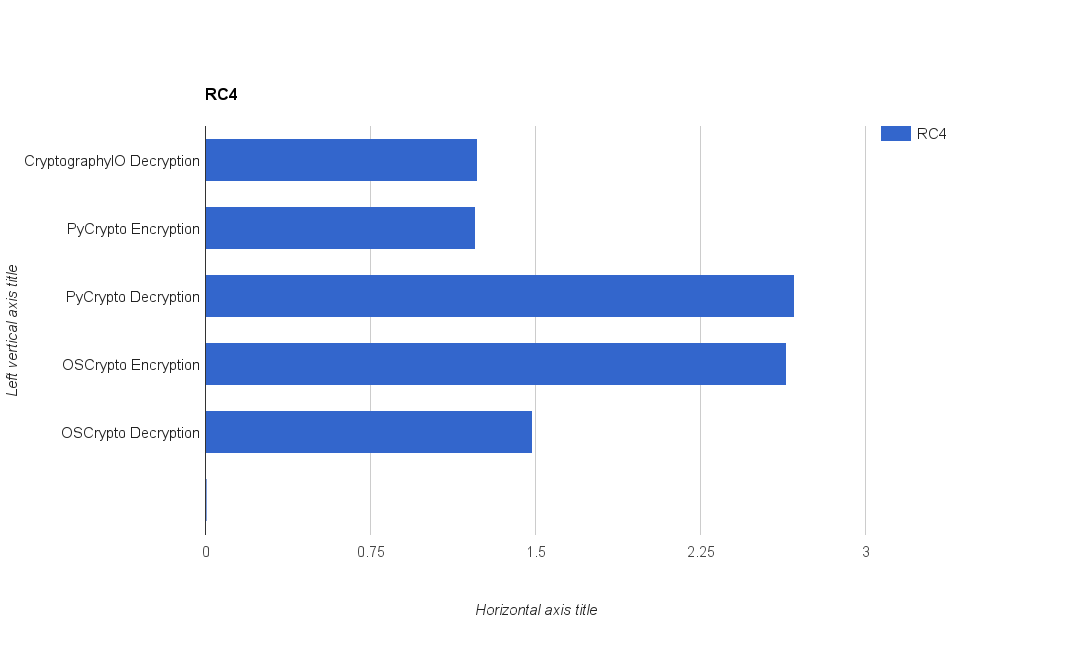 RC4
RC4
CryptographyIO Decryption
PyCrypto Encryption
PyCrypto Decryption
OSCrypto Encryption
OSCrypto Decryption
Left vertical axis title
0 0.75 1.5 2.25 3
Horizontal axis title